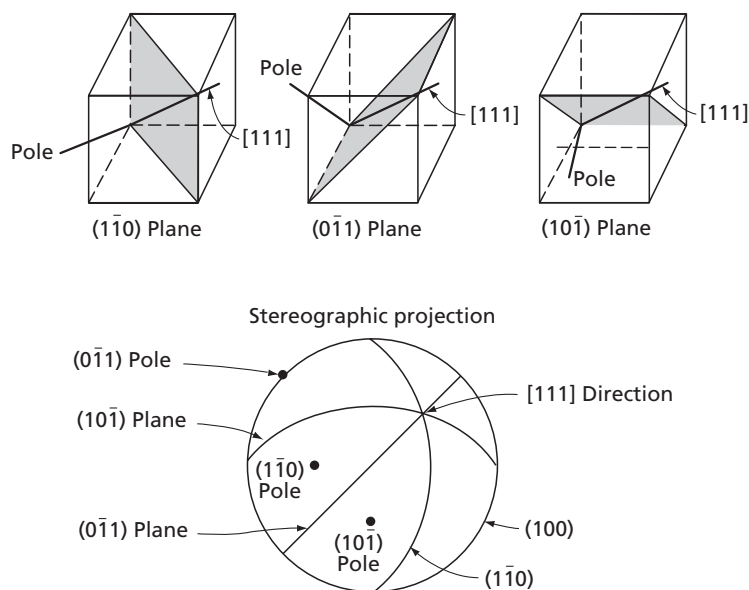 Pole
[111]
(11̄0) Plane
Pole
[111]
(01̄1) Plane
[111]
Pole
(101̄) Plane
Stereographic projection
(01̄1) Pole
(101̄) Plane
(11̄0)
Pole
(01̄1) Plane
(101̄)
Pole
[111] Direction
(100)
(11̄0)